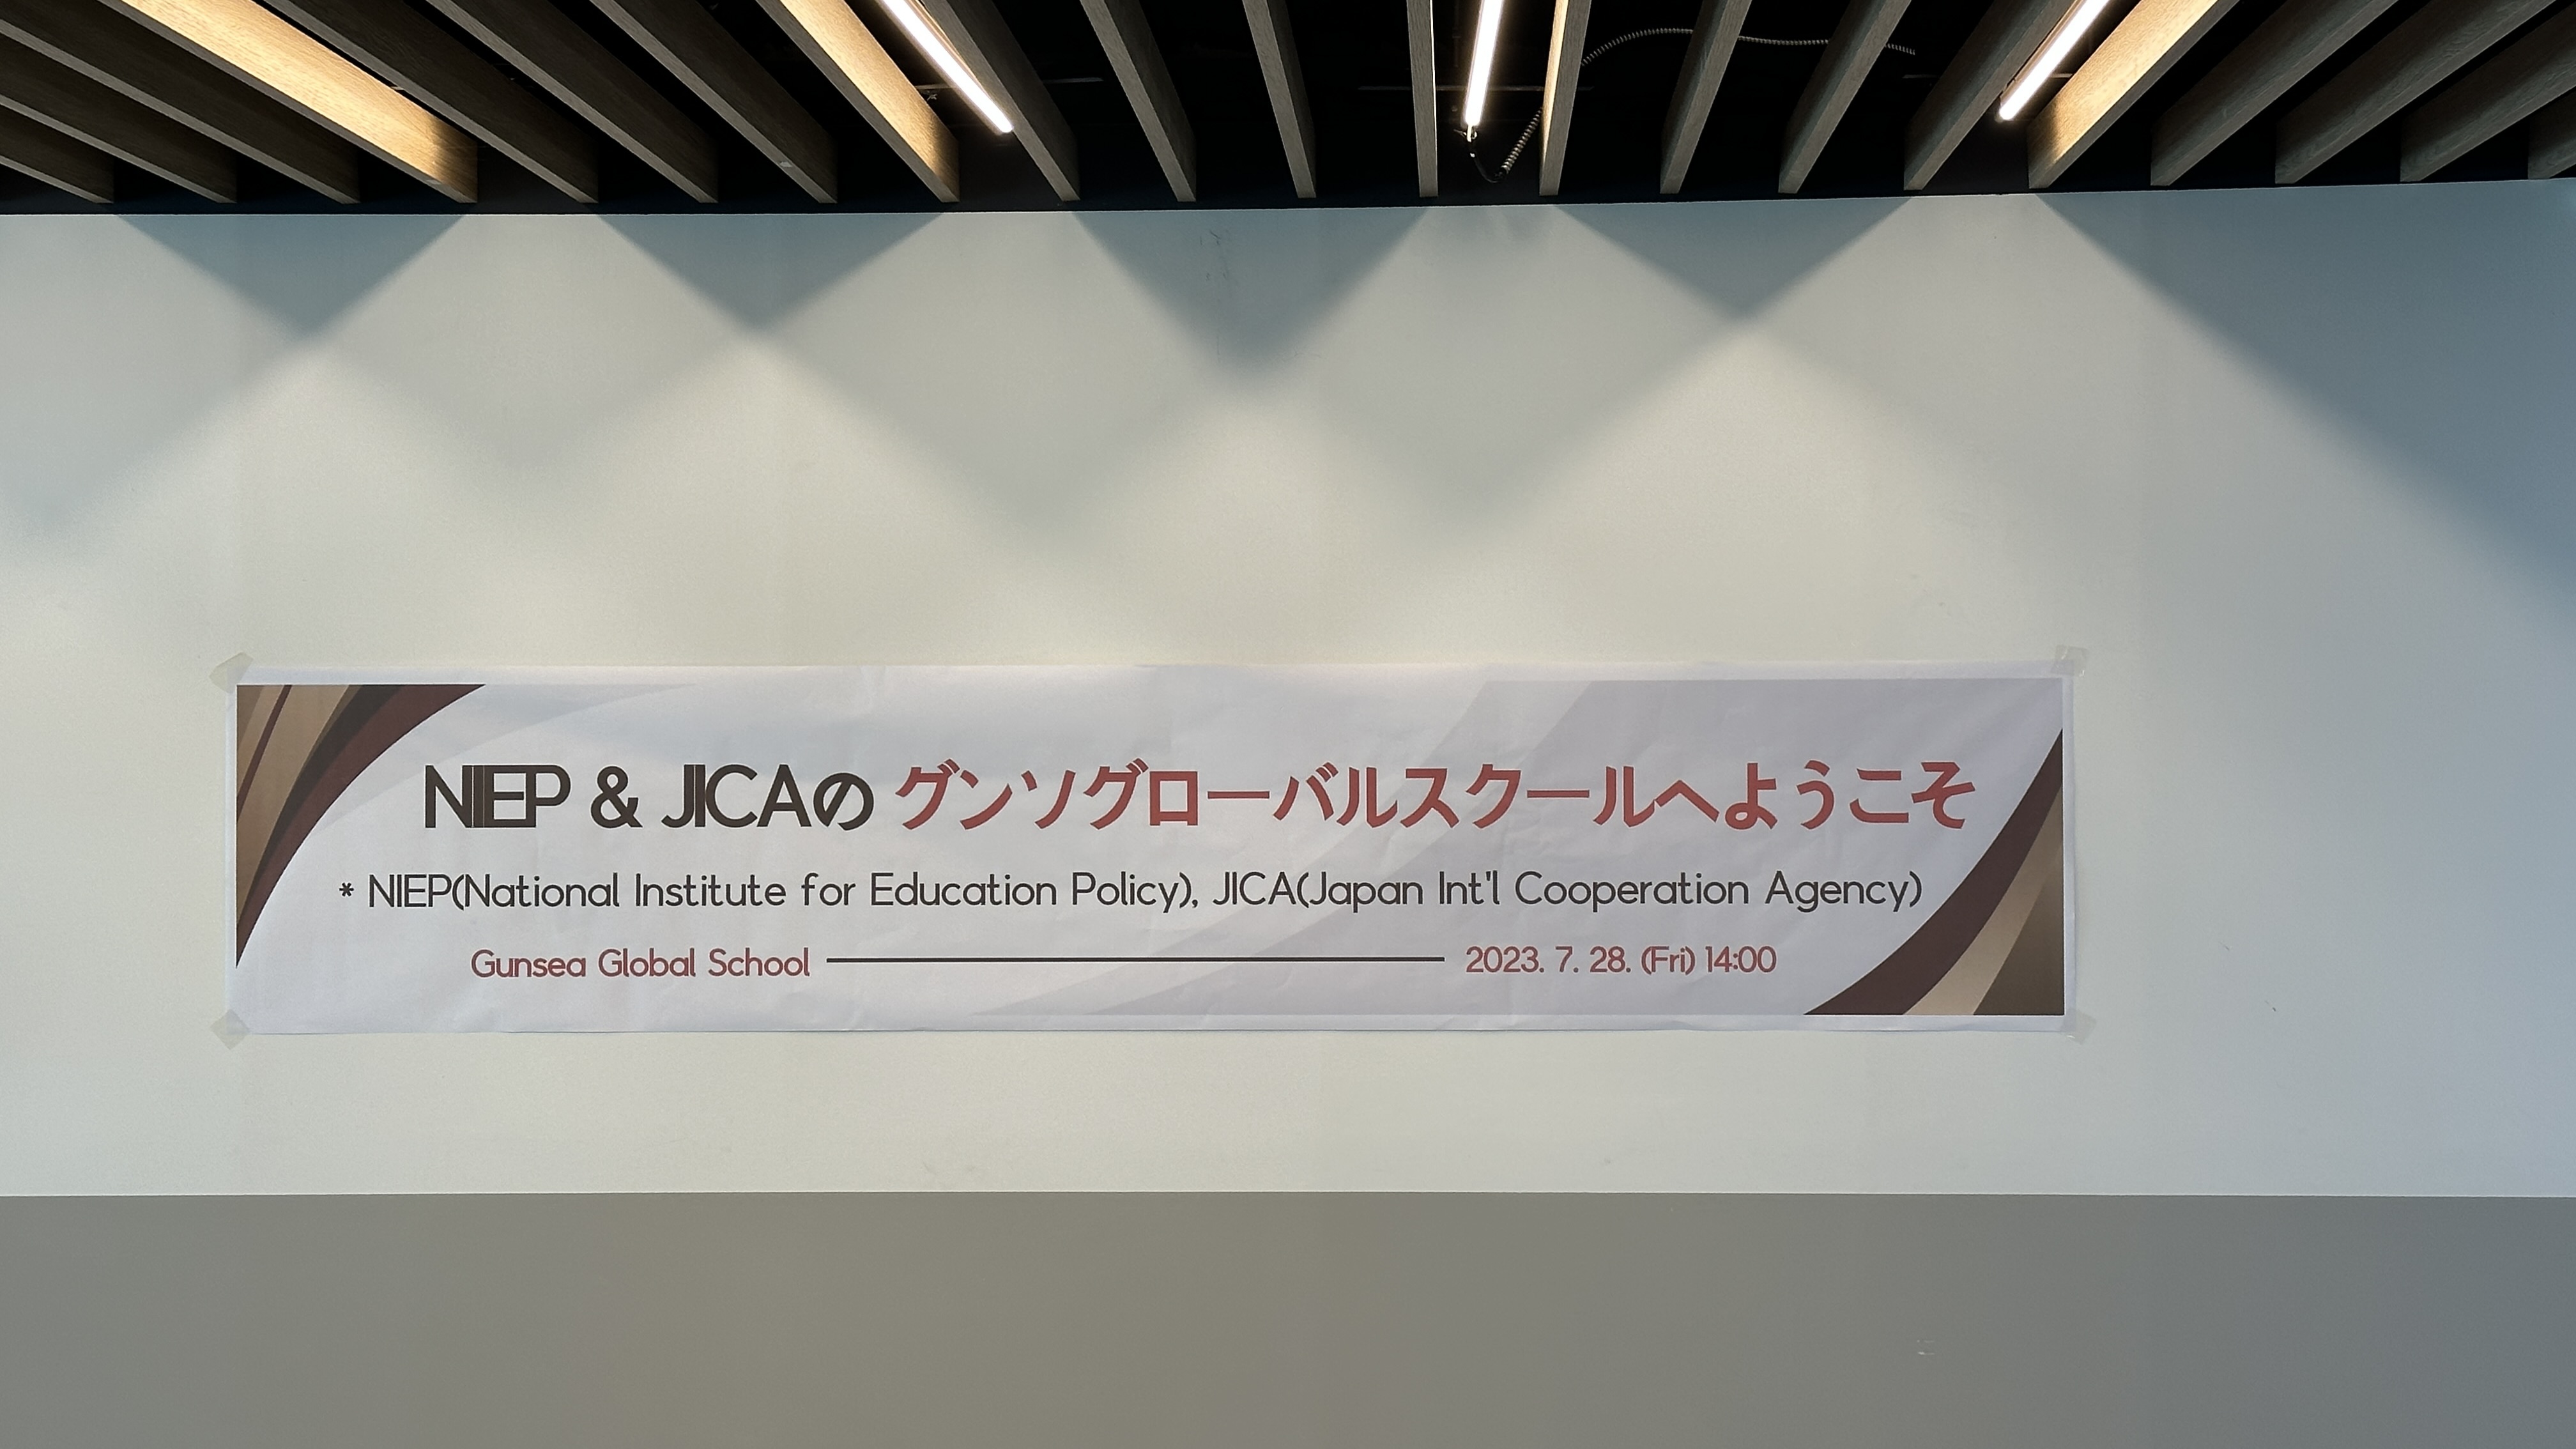 NIEP & JICAの グンソグローバルスクールへようこそ
* NIEP(National Institute for Education Policy), JICA(Japan Int'l Cooperation Agency)
Gunsea Global School 2023. 7. 28. (Fri) 14:00